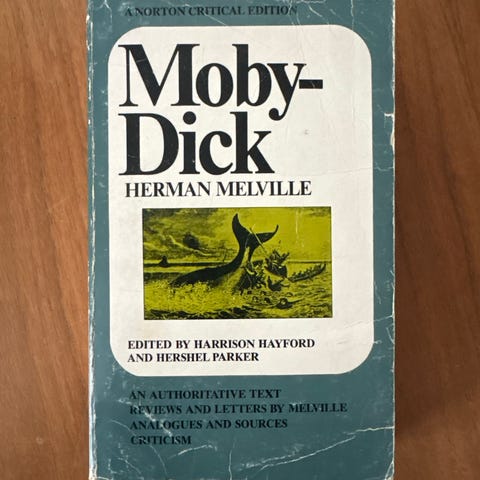 A NORTON CRITICAL EDITION
Moby-
Dick
HERMAN MELVILLE
EDITED BY HARRISON HAYFORD
AND HERSHEL PARKER
AN AUTHORITATIVE TEXT
REVIEWS AND LETTERS BY MELVILLE
ANALOGUES AND SOURCES
CRITICISM